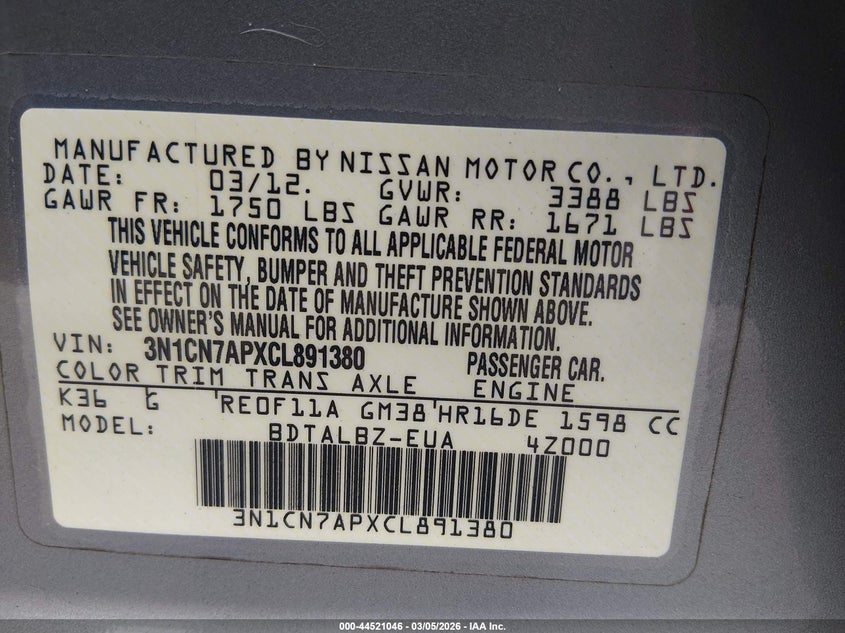 MANUFACTURED BY NISSAN MOTOR CO., LTD.
DATE: 03/12. GVWR: 3388 LBS
GAWR FR: 1750 LBS GAWR RR: 1671 LBS
THIS VEHICLE CONFORMS TO ALL APPLICABLE FEDERAL MOTOR
VEHICLE SAFETY, BUMPER AND THEFT PREVENTION STANDARDS
IN EFFECT ON THE DATE OF MANUFACTURE SHOWN ABOVE.
SEE OWNER'S MANUAL FOR ADDITIONAL INFORMATION.
VIN: 3N1CN7APXCL891380 PASSENGER CAR.
COLOR TRIM TRANS AXLE ENGINE
K36 G RE0F11A GM38 HR16DE 1598 CC
MODEL: BDTALBZ-EUA 4Z000
3N1CN7APXCL891380
000-44521046 — 03/05/2026 — IAA Inc.